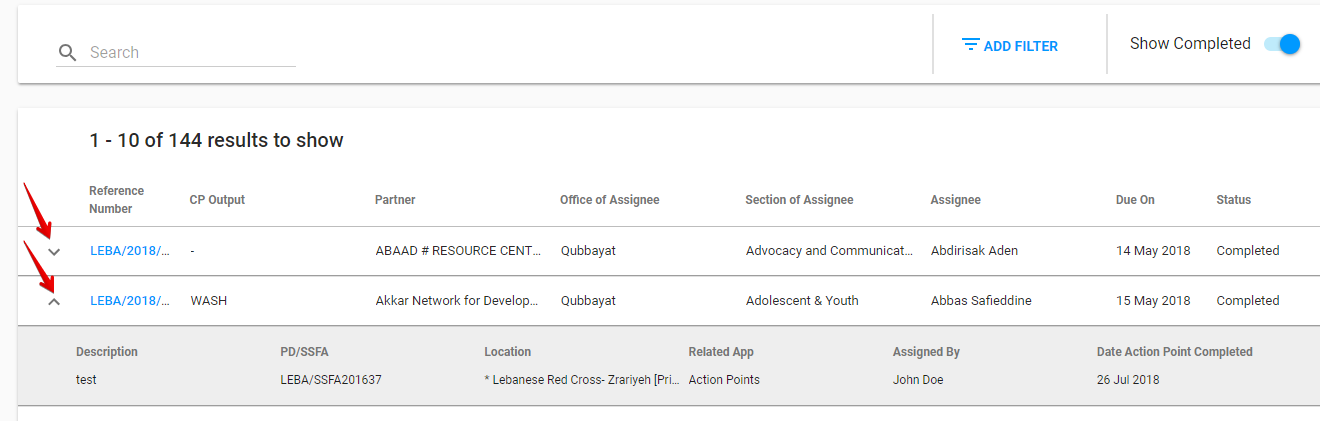 Search
ADD FILTER
Show Completed
1 - 10 of 144 results to show
Reference Number CP Output Partner Office of Assignee Section of Assignee Assignee Due On Status
LEBA/2018/... - ABAAD # RESOURCE CENT... Qubbayat Advocacy and Communicat... Abdirisak Aden 14 May 2018 Completed
LEBA/2018/... WASH Akkar Network for Develop... Qubbayat Adolescent & Youth Abbas Safieddine 15 May 2018 Completed
Description PD/SSFA Location Related App Assigned By Date Action Point Completed
test LEBA/SSFA201637 * Lebanese Red Cross- Zrariyeh [Pri... Action Points John Doe 26 Jul 2018